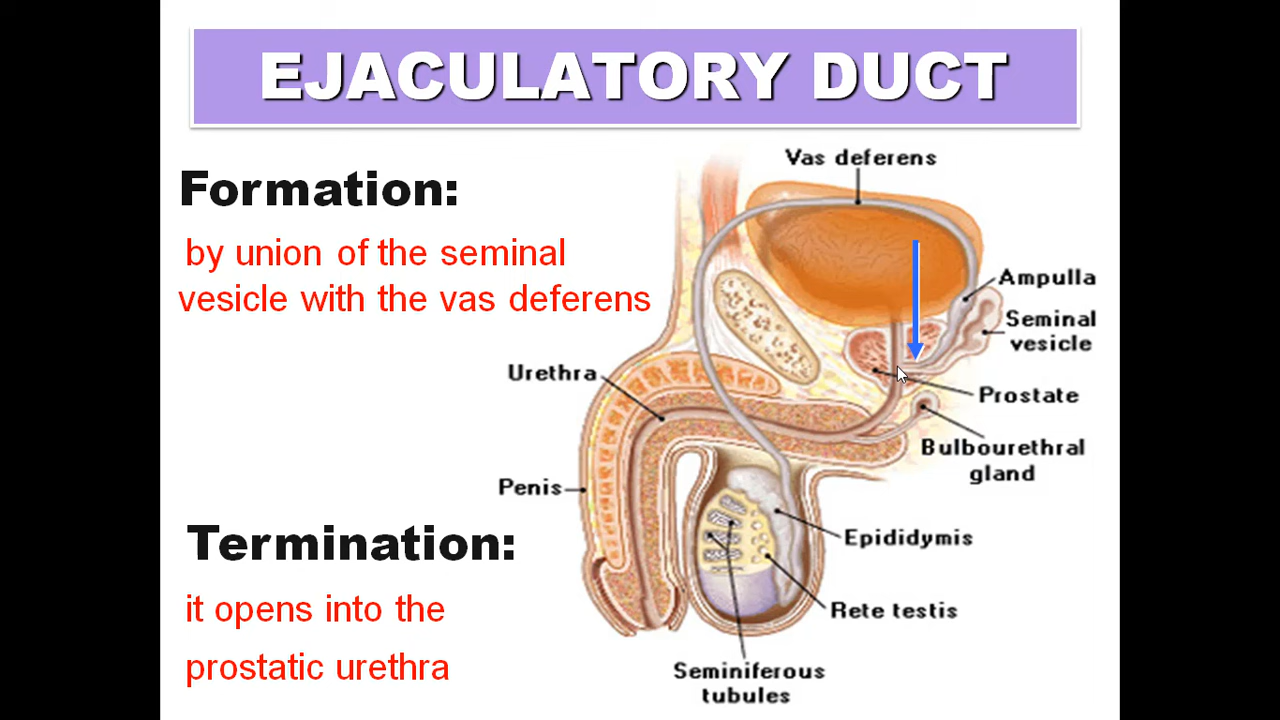 EJACULATORY DUCT
Formation:
by union of the seminal
vesicle with the vas deferens
Termination:
it opens into the
prostatic urethra
Vas deferens
Ampulla
Seminal
vesicle
Urethra
Prostate
Bulbourethral
gland
Penis
Epididymis
Rete testis
Seminiferous
tubules